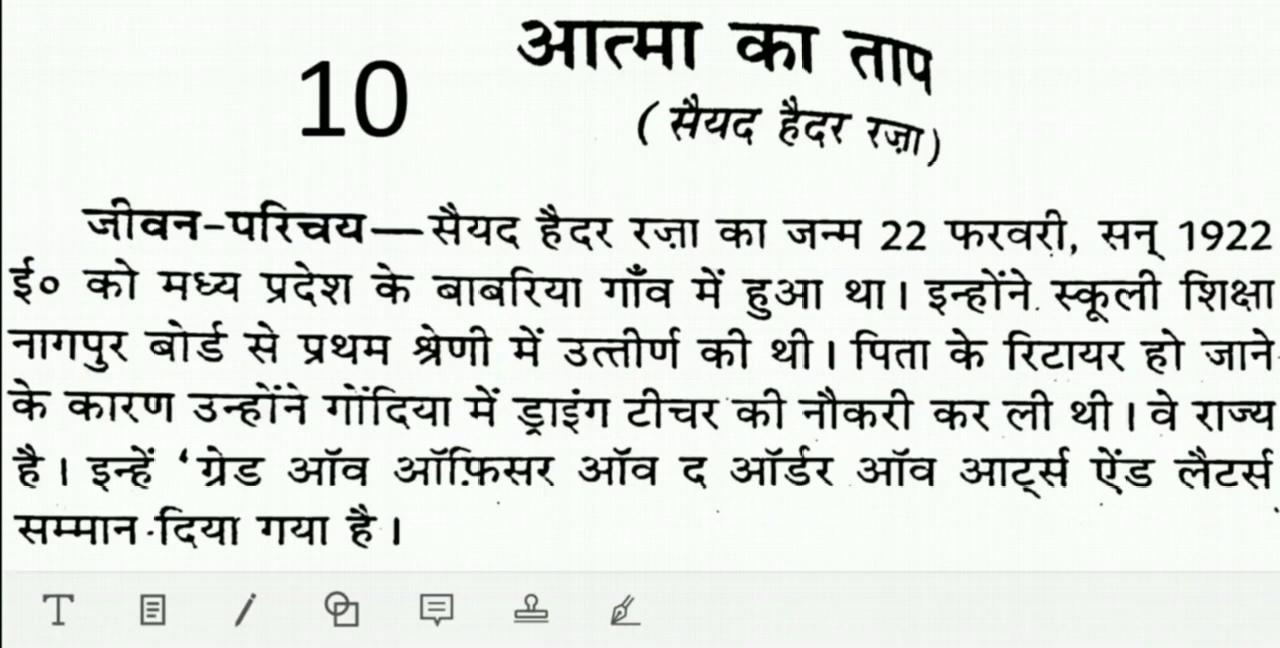 आत्मा का ताप
10
(सैयद हैदर रज़ा)
जीवन-परिचय—सैयद हैदर रज़ा का जन्म 22 फरवरी, सन् 1922
ई० को मध्य प्रदेश के बाबरिया गाँव में हुआ था। इन्होंने स्कूली शिक्षा
नागपुर बोर्ड से प्रथम श्रेणी में उत्तीर्ण की थी। पिता के रिटायर हो जाने
के कारण उन्होंने गोंदिया में ड्राइंग टीचर की नौकरी कर ली थी। वे राज्य
है। इन्हें ‘ग्रेड ऑव ऑफ़िसर ऑव द ऑर्डर ऑव आर्ट्स ऐंड लैटर्स
सम्मान दिया गया है।
T